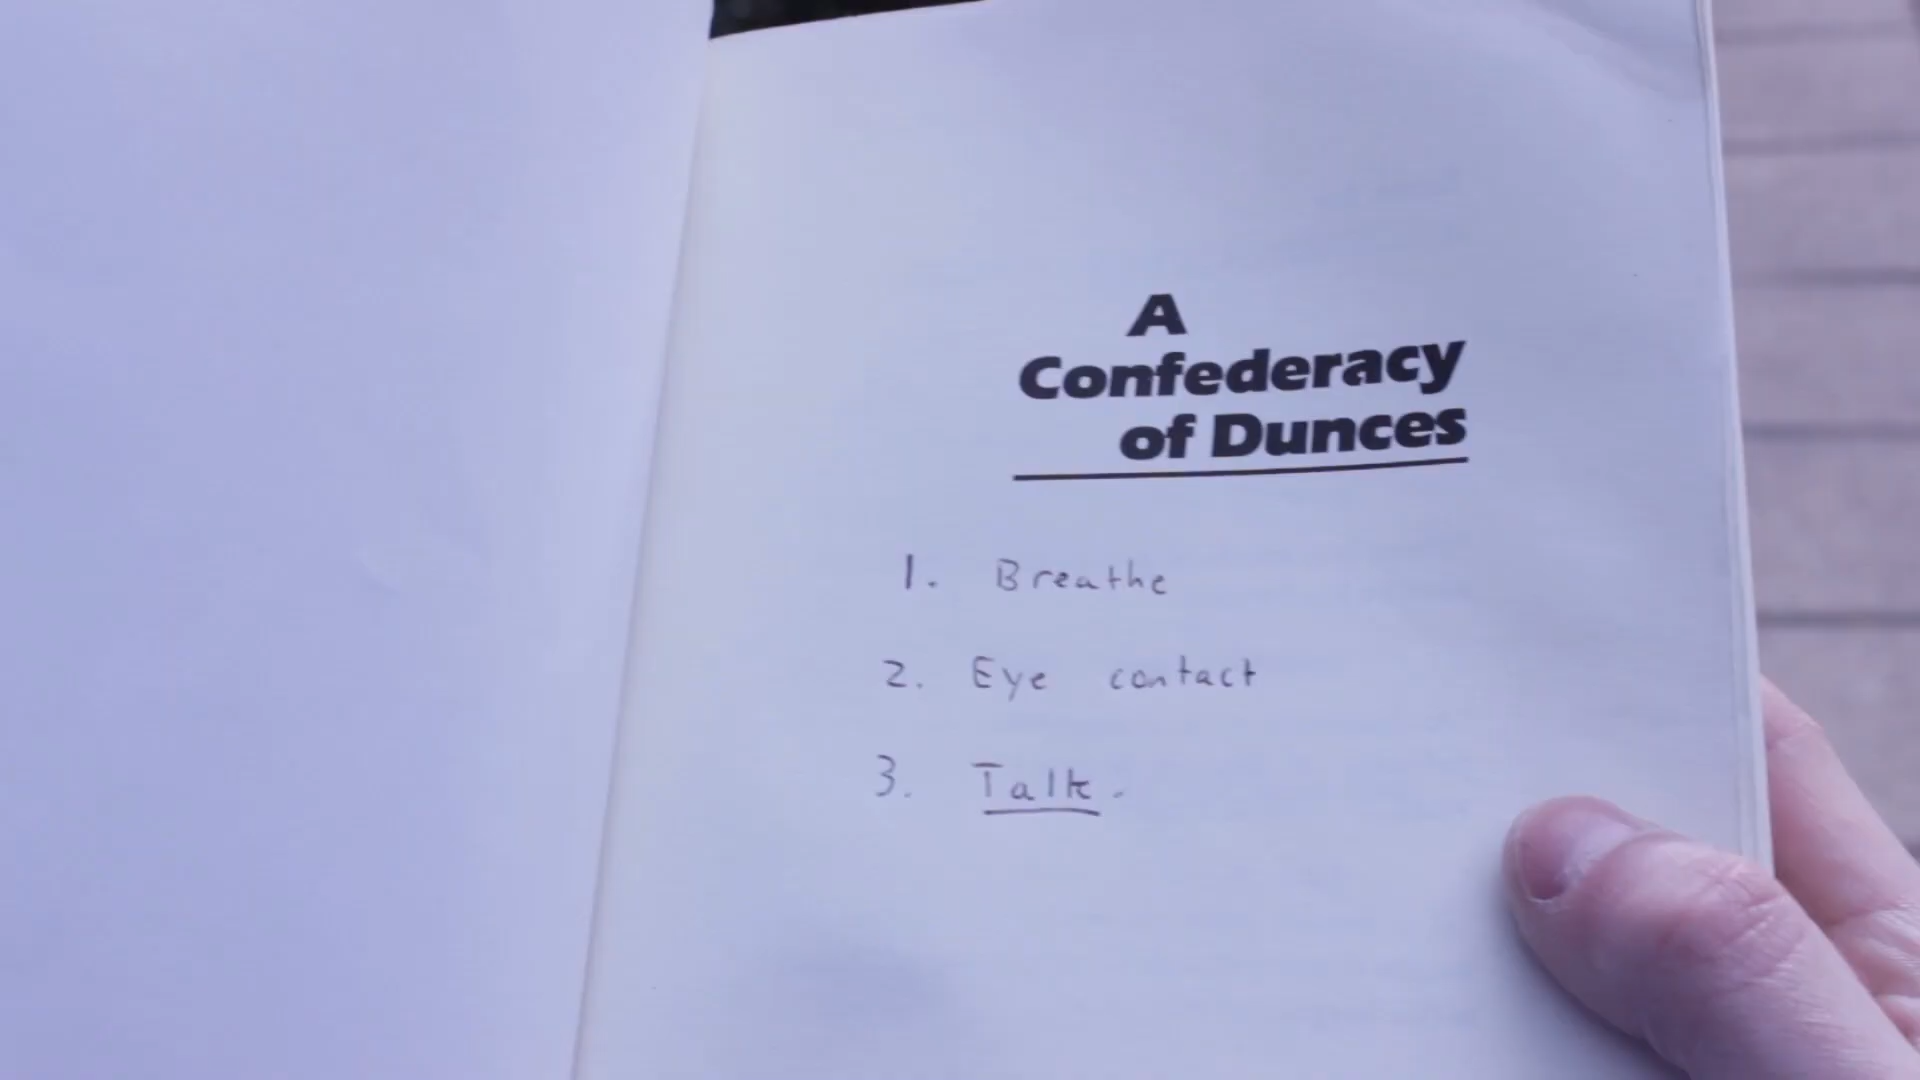 A
Confederacy
of Dunces
1. Breathe
2. Eye contact
3. Talk.